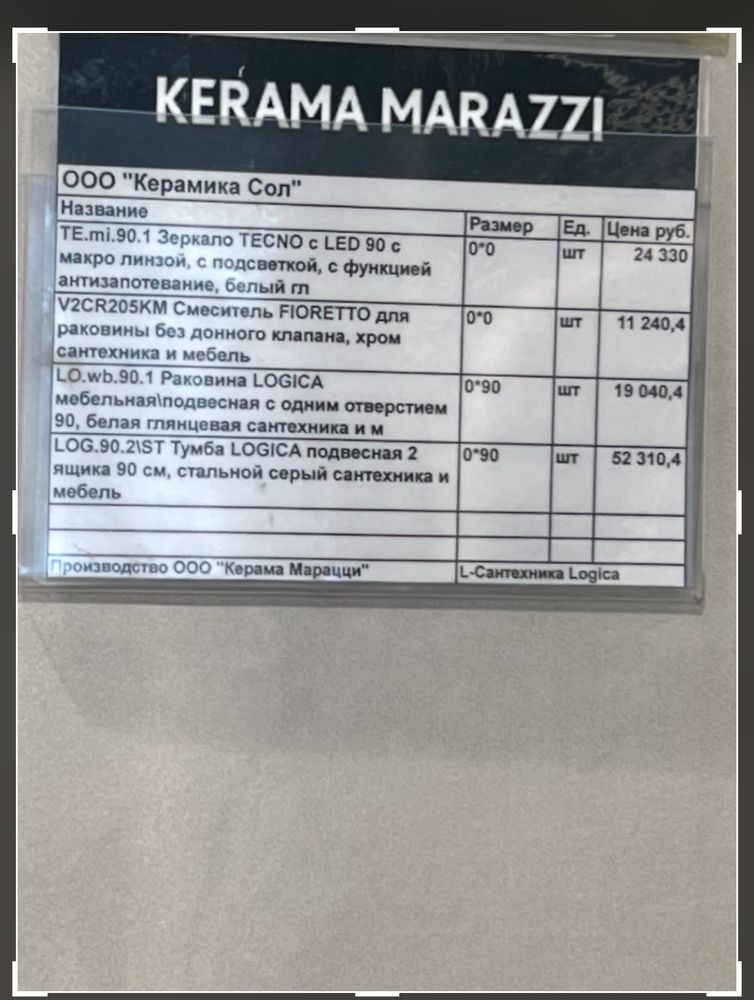 KERAMA MARAZZI
ООО "Керамика Сол"
Название Размер Ед. Цена руб.
TE.mi.90.1 Зеркало TECNO с LED 90 с 0*0 шт 24 330
макро линзой, с подсветкой, с функцией
антизапотевание, белый гл
V2CR205KM Смеситель FIORETTO для 0*0 шт 11 240,4
раковины без донного клапана, хром
сантехника и мебель
LO.wb.90.1 Раковина LOGICA 0*90 шт 19 040,4
мебельная\подвесная с одним отверстием
90, белая глянцевая сантехника и м
LOG.90.2\ST Тумба LOGICA подвесная 2 0*90 шт 52 310,4
ящика 90 см, стальной серый сантехника и
мебель
Производство ООО "Керама Марацци" L-Сантехника Logica